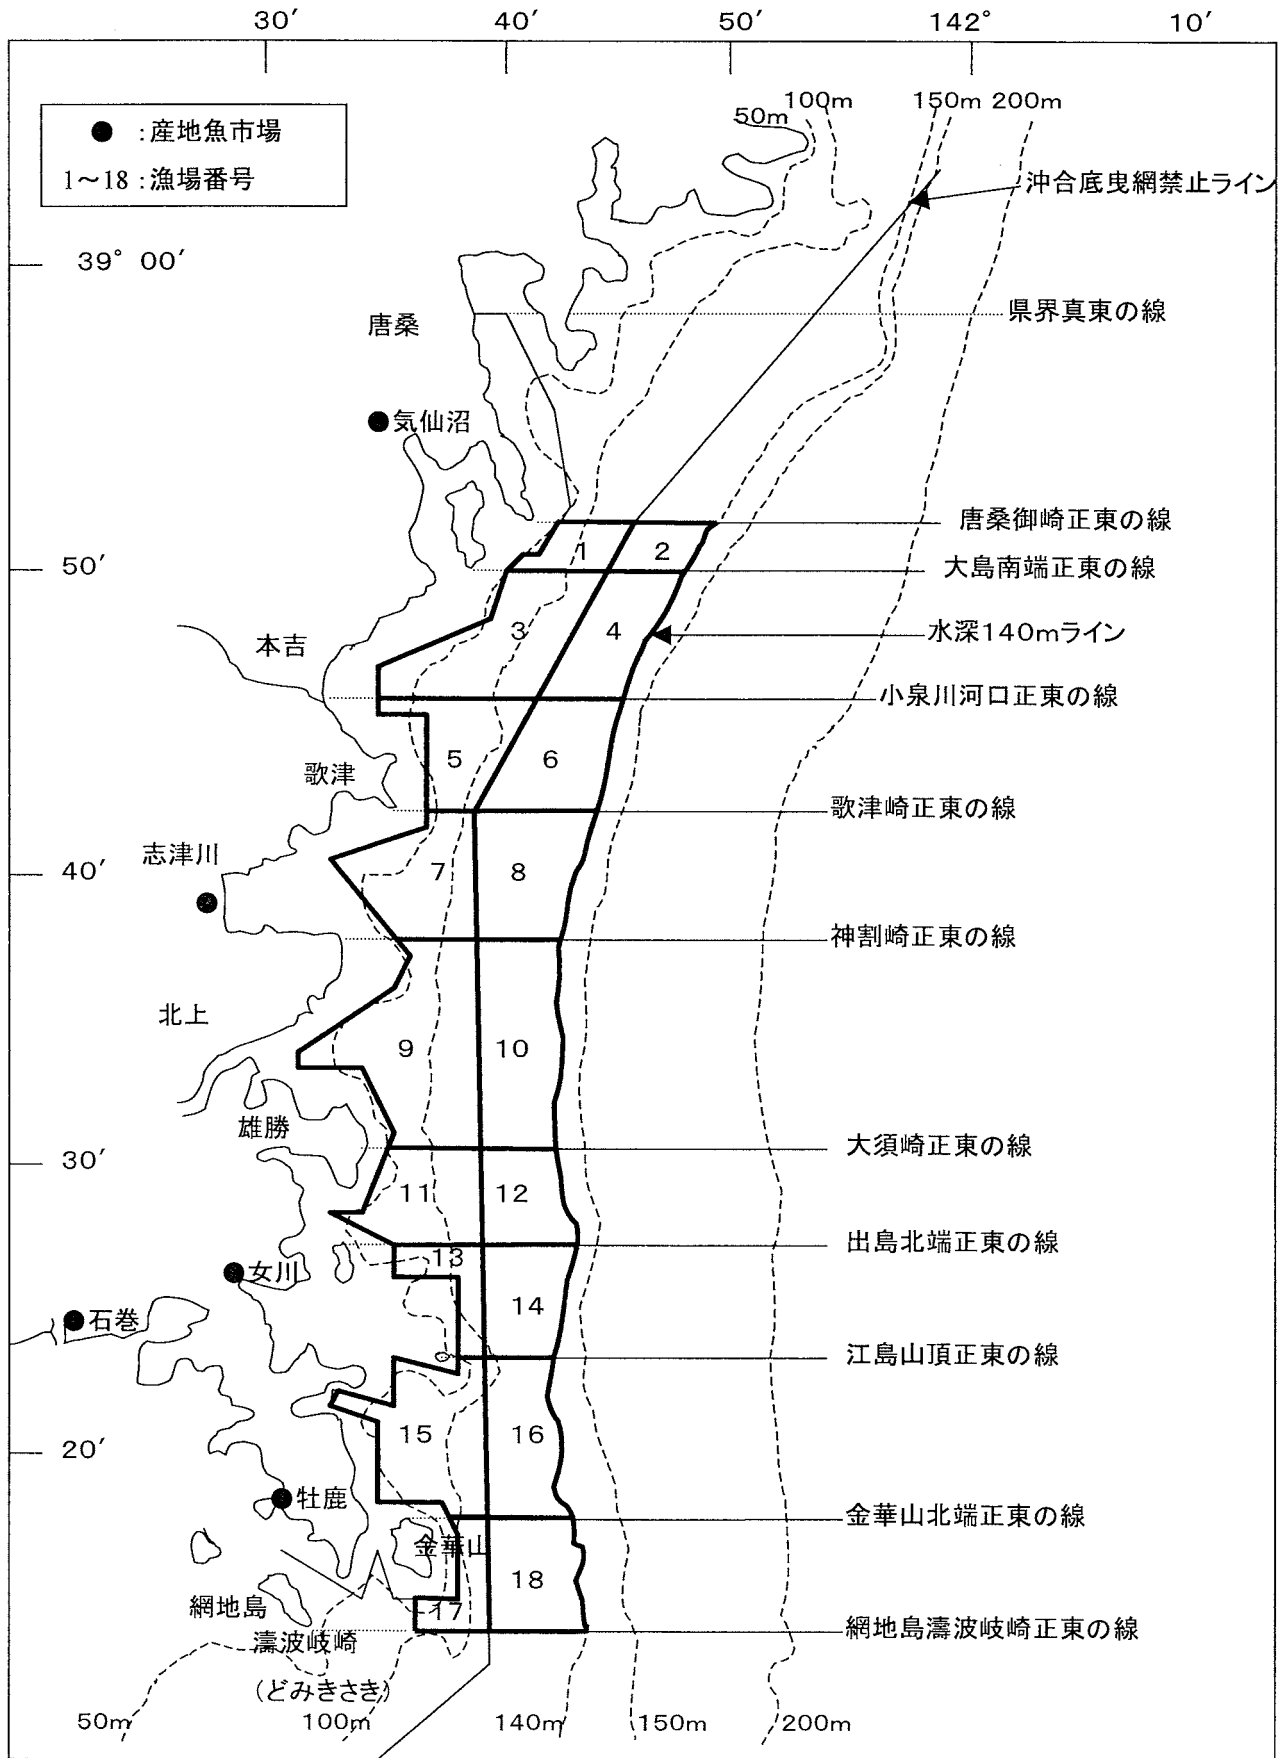 30′ 40′ 50′ 142° 10′
50m 100m 150m 200m
● :産地魚市場
1～18 :漁場番号
沖合底曳網禁止ライン
39° 00′
県界真東の線
唐桑
気仙沼
唐桑御崎正東の線
1 2
50′
大島南端正東の線
3 4
水深140mライン
本吉
小泉川河口正東の線
5 6
歌津
歌津崎正東の線
志津川
40′
7 8
神割崎正東の線
北上
9 10
雄勝
大須崎正東の線
30′
11 12
出島北端正東の線
13
女川
14
石巻
江島山頂正東の線
15 16
20′
牡鹿
金華山北端正東の線
金華山
18
網地島
17
網地島濤波岐崎正東の線
濤波岐崎
(どみきさき)
50m 100m 140m 150m 200m